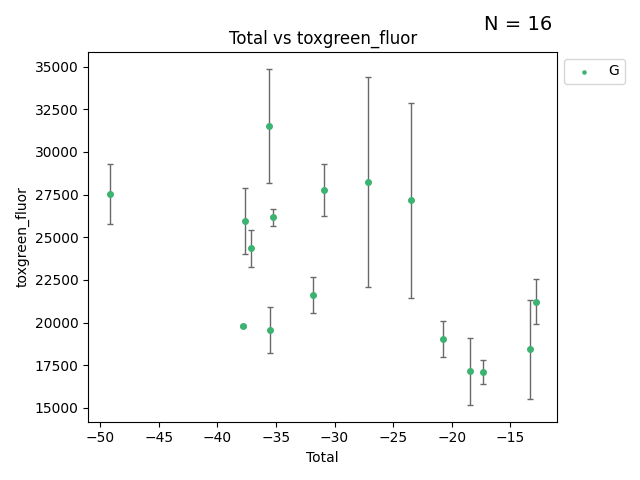 N = 16
Total vs toxgreen_fluor
G
toxgreen_fluor
35000
32500
30000
27500
25000
22500
20000
17500
15000
−50 −45 −40 −35 −30 −25 −20 −15
Total